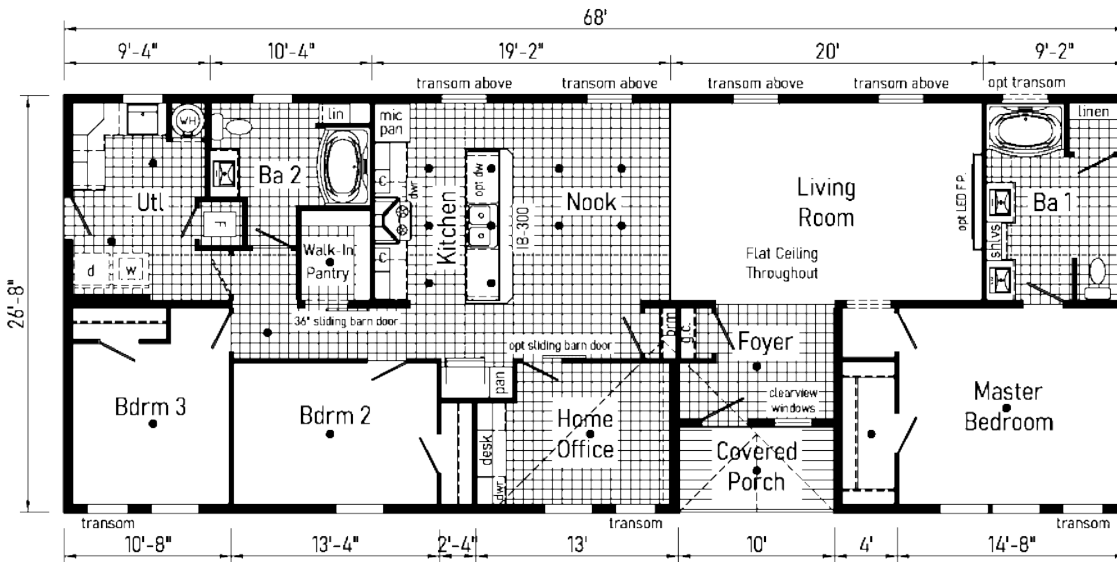 68'
9'-4" 10'-4" 19'-2" 20' 9'-2"
transom above transom above transom above transom above opt transom
26'-8"
WH
lin
mic
pan
linen
Ba 2
Utl
F
d w
Walk-In
Pantry
C
dwr
C
Kitchen
opt dw
IB-300
Nook
Living
Room
Flat Ceiling
Throughout
opt LED F.P.
shlvs
Ba 1
36" sliding barn door
opt sliding barn door
brm
g.c.
Foyer
clearview
windows
Bdrm 3
Bdrm 2
pan
desk
dwr
Home
Office
Covered
Porch
Master
Bedroom
transom transom transom
10'-8" 13'-4" 2'-4" 13' 10' 4' 14'-8"